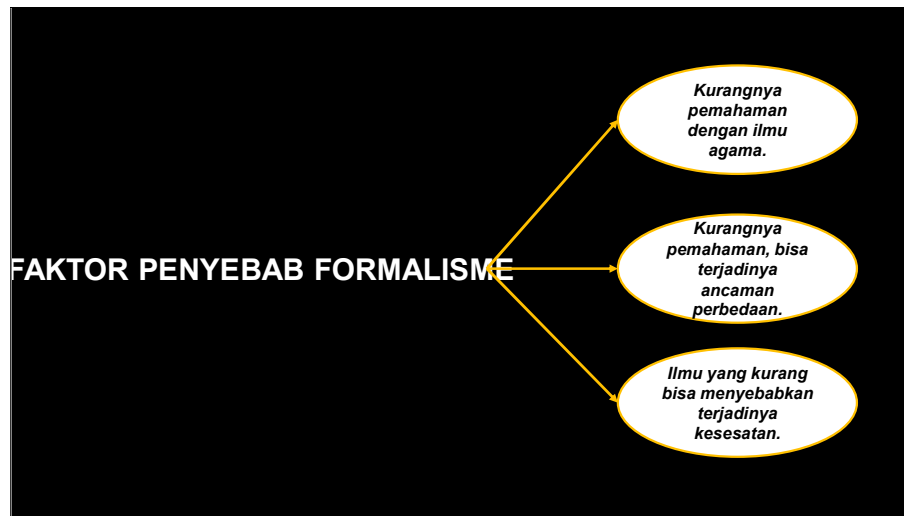 FAKTOR PENYEBAB FORMALISME
Kurangnya
pemahaman
dengan ilmu
agama.
Kurangnya
pemahaman, bisa
terjadinya
ancaman
perbedaan.
Ilmu yang kurang
bisa menyebabkan
terjadinya
kesesatan.